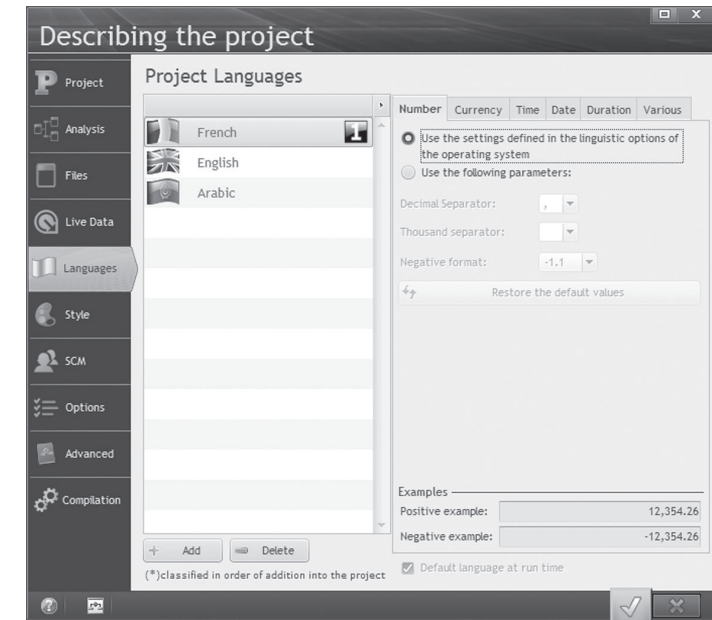 Describing the project
Project
Analysis
Files
Live Data
Languages
Style
SCM
Options
Advanced
Compilation
Project Languages
French 1
English
Arabic
Add Delete
(*)classified in order of addition into the project
Number Currency Time Date Duration Various
Use the settings defined in the linguistic options of
the operating system
Use the following parameters:
Decimal Separator: ,
Thousand separator:
Negative format: -1.1
Restore the default values
Examples
Positive example: 12,354.26
Negative example: -12,354.26
Default language at run time